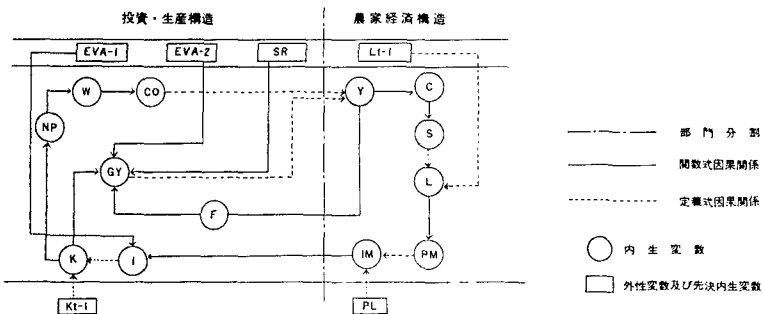 投資・生産構造 農家経済構造
EVA-1 EVA-2 SR Lt-1
W CO Y C
NP S
GY L
F
K I IM PM
Kt-1 PL
部門分割
関数式因果関係
定義式因果関係
内生変数
外性変数及び先決内生変数